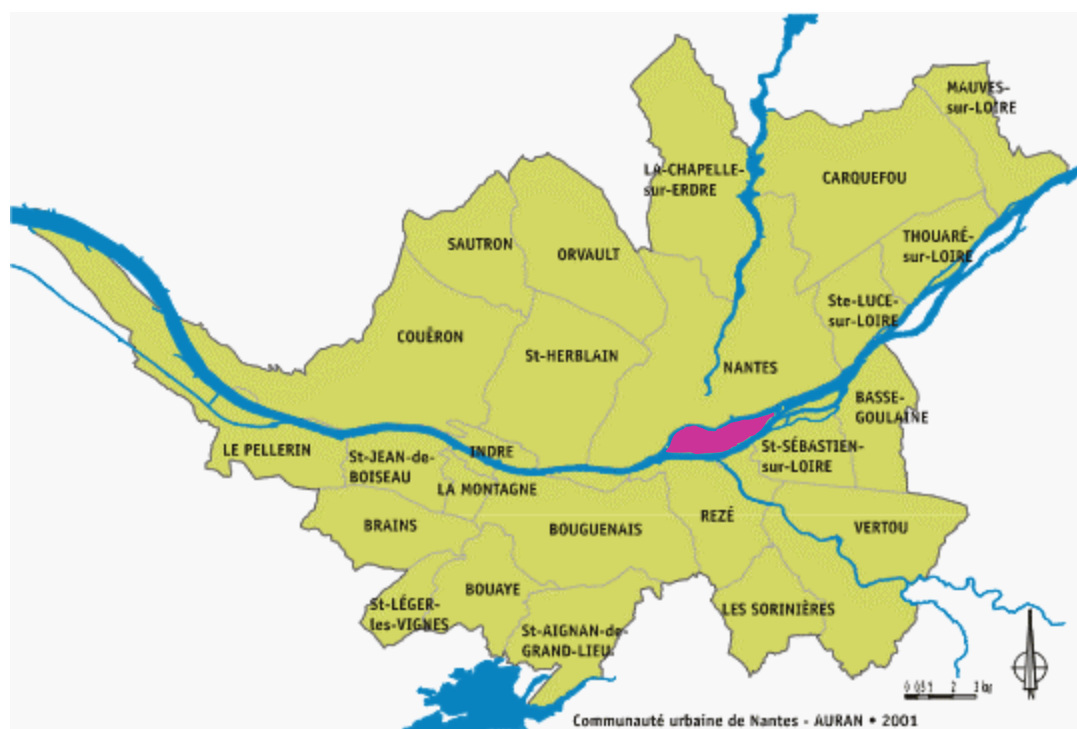 MAUVES-
sur-LOIRE
LA-CHAPELLE-
sur-ERDRE
CARQUEFOU
SAUTRON
ORVAULT
THOUARÉ-
sur-LOIRE
Ste-LUCE-
sur-LOIRE
COUËRON
St-HERBLAIN
NANTES
BASSE-
GOULAINE
LE PELLERIN
St-JEAN-de-
BOISEAU
INDRE
St-SÉBASTIEN-
sur-LOIRE
LA MONTAGNE
BRAINS
BOUGUENAIS
REZÉ
VERTOU
BOUAYE
St-LÉGER-
les-VIGNES
LES SORINIÈRES
St-AIGNAN-de-
GRAND-LIEU
N
Communauté urbaine de Nantes - AURAN • 2001